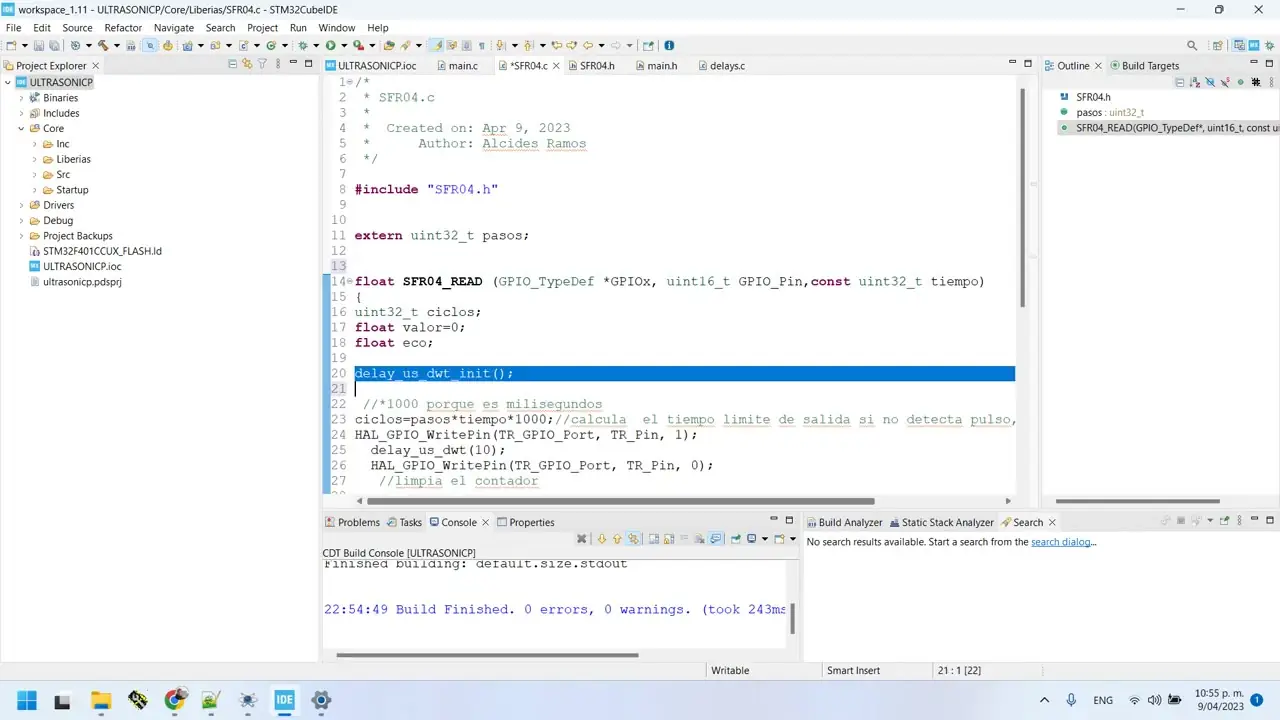 workspace_1.11 - ULTRASONICP/Core/Liberias/SFR04.c - STM32CubeIDE
File Edit Source Refactor Navigate Search Project Run Window Help
Project Explorer
ULTRASONICP
Binaries
Includes
Core
Inc
Liberias
Src
Startup
Drivers
Debug
Project Backups
STM32F401CCUX_FLASH.ld
ULTRASONICP.ioc
ultrasonicp.pdsprj
ULTRASONICP.ioc main.c *SFR04.c SFR04.h main.h delays.c
1 /*
2 * SFR04.c
3 *
4 * Created on: Apr 9, 2023
5 * Author: Alcides Ramos
6 */
7
8 #include "SFR04.h"
9
10
11 extern uint32_t pasos;
12
13
14 float SFR04_READ (GPIO_TypeDef *GPIOx, uint16_t GPIO_Pin,const uint32_t tiempo)
15 {
16 uint32_t ciclos;
17 float valor=0;
18 float eco;
19
20 delay_us_dwt_init();
21
22 //*1000 porque es milisegundos
23 ciclos=pasos*tiempo*1000;//calcula el tiempo limite de salida si no detecta pulso,
24 HAL_GPIO_WritePin(TR_GPIO_Port, TR_Pin, 1);
25 delay_us_dwt(10);
26 HAL_GPIO_WritePin(TR_GPIO_Port, TR_Pin, 0);
27 //limpia el contador
Outline Build Targets
SFR04.h
pasos : uint32_t
SFR04_READ(GPIO_TypeDef*, uint16_t, const u
Problems Tasks Console Properties
CDT Build Console [ULTRASONICP]
Finished building: default.size.stdout
22:54:49 Build Finished. 0 errors, 0 warnings. (took 243ms
Build Analyzer Static Stack Analyzer Search
No search results available. Start a search from the search dialog...
Writable Smart Insert 21 : 1 [22]
IDE
ENG
10:55 p. m.
9/04/2023
1